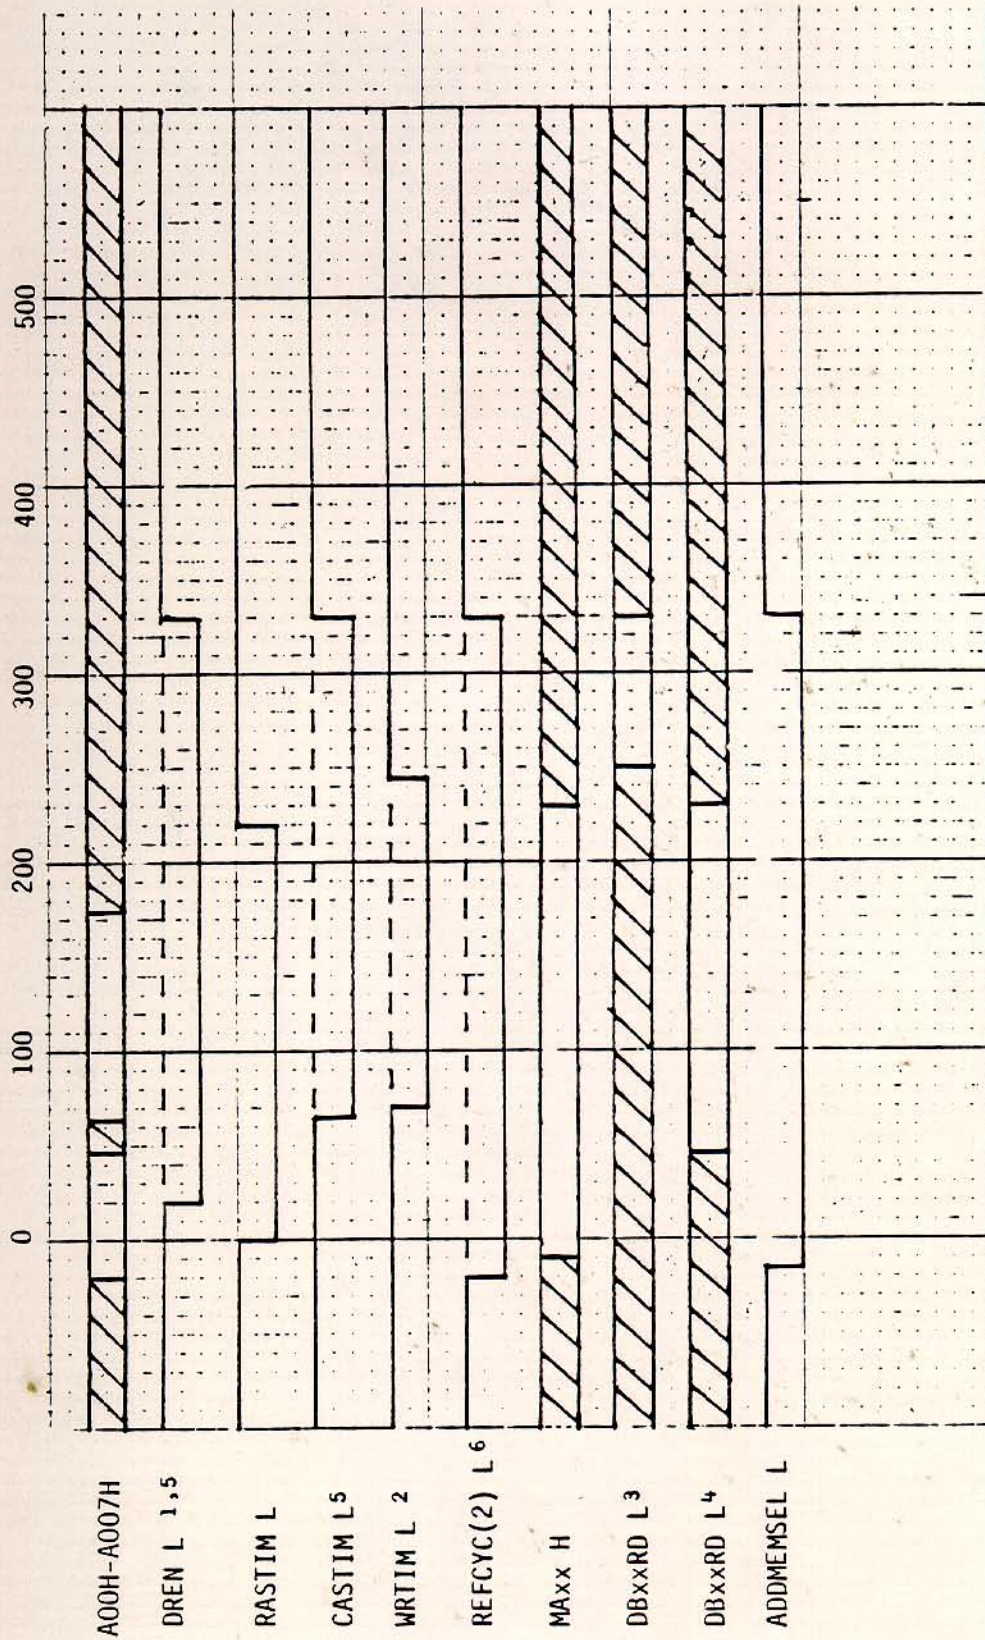 0 100 200 300 400 500
A00H-A007H
DREN L 1,5
RASTIM L
CASTIM L5
WRTIM L 2
REFCYC(2) L 6
MAxx H
DBxxRD L3
DBxxRD L4
ADDMEMSEL L